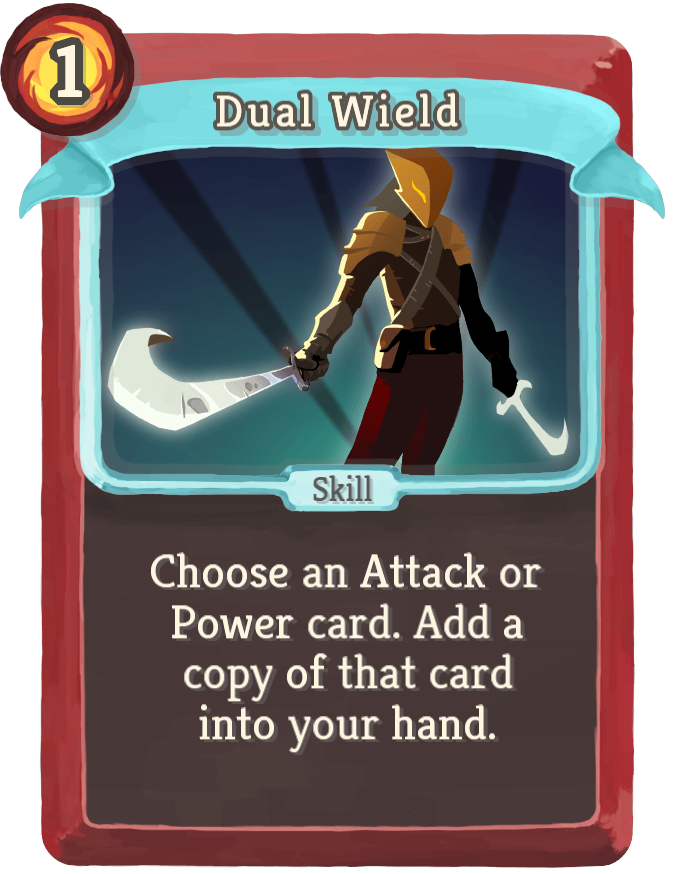 1
Dual Wield
Skill
Choose an Attack or
Power card. Add a
copy of that card
into your hand.